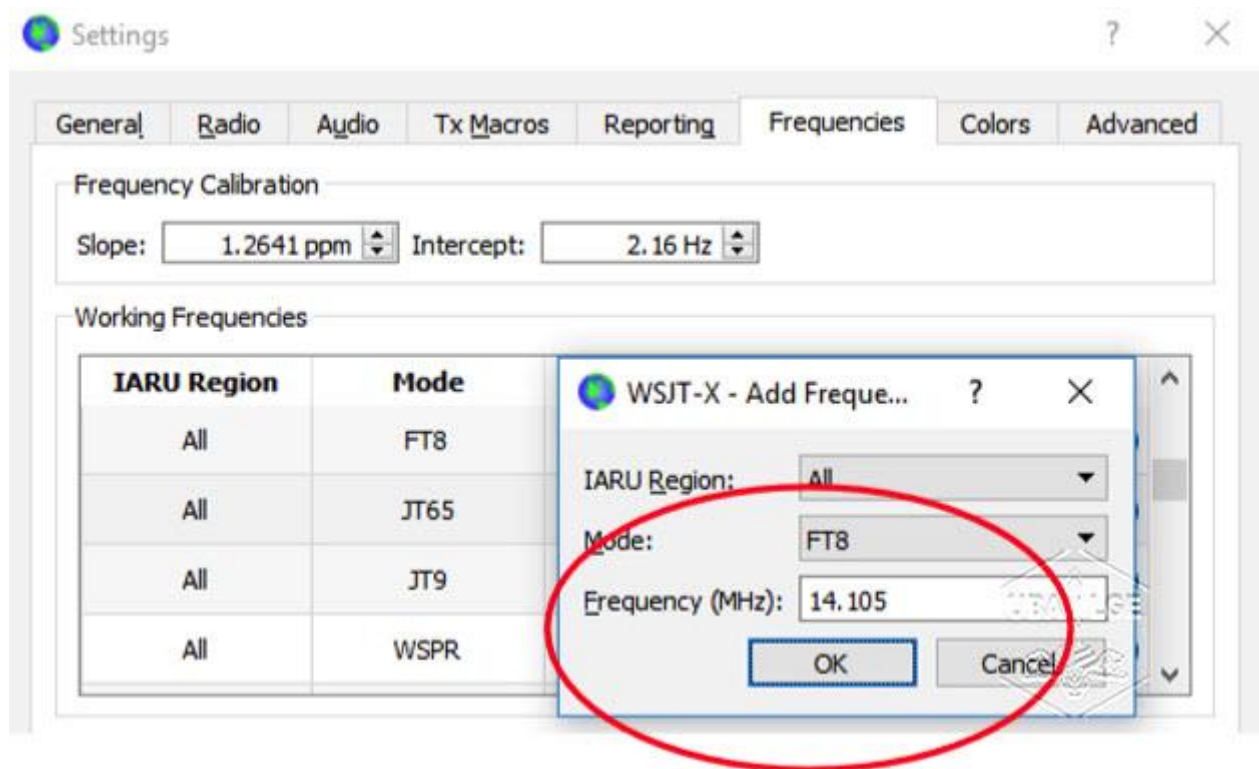 Settings
General Radio Audio Tx Macros Reporting Frequencies Colors Advanced
Frequency Calibration
Slope: 1.2641 ppm Intercept: 2.16 Hz
Working Frequencies
IARU Region Mode
All FT8
All JT65
All JT9
All WSPR
WSJT-X - Add Freque... ?
IARU Region: All
Mode: FT8
Frequency (MHz): 14.105
OK Cancel